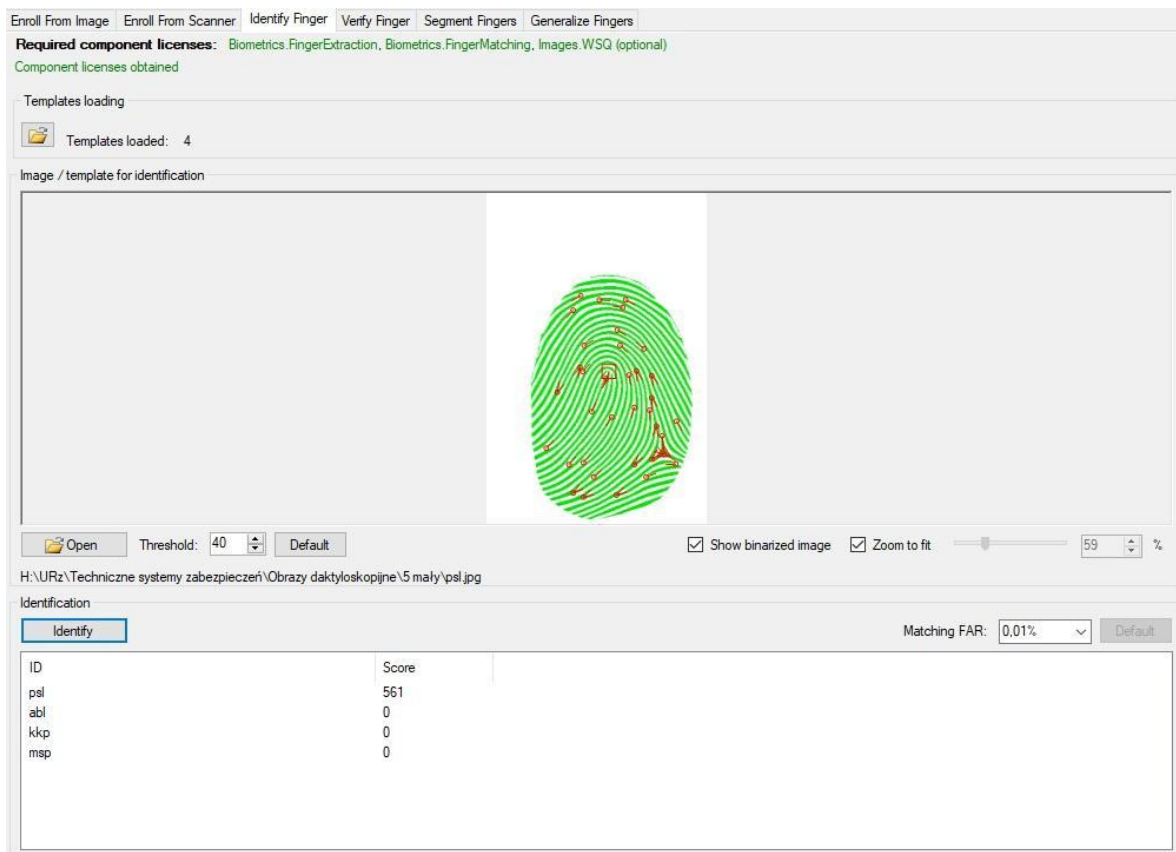 Enroll From Image Enroll From Scanner Identify Finger Verify Finger Segment Fingers Generalize Fingers
Required component licenses: Biometrics.FingerExtraction, Biometrics.FingerMatching, Images.WSQ (optional)
Component licenses obtained
Templates loading
Templates loaded: 4
Image / template for identification
Open Threshold: 40 Default Show binarized image Zoom to fit 59 %
H:\URz\Techniczne systemy zabezpieczeń\Obrazy daktyloskopijne\5 mały\psl.jpg
Identification
Identify Matching FAR: 0,01% Default
ID Score
psl 561
abl 0
kkp 0
msp 0